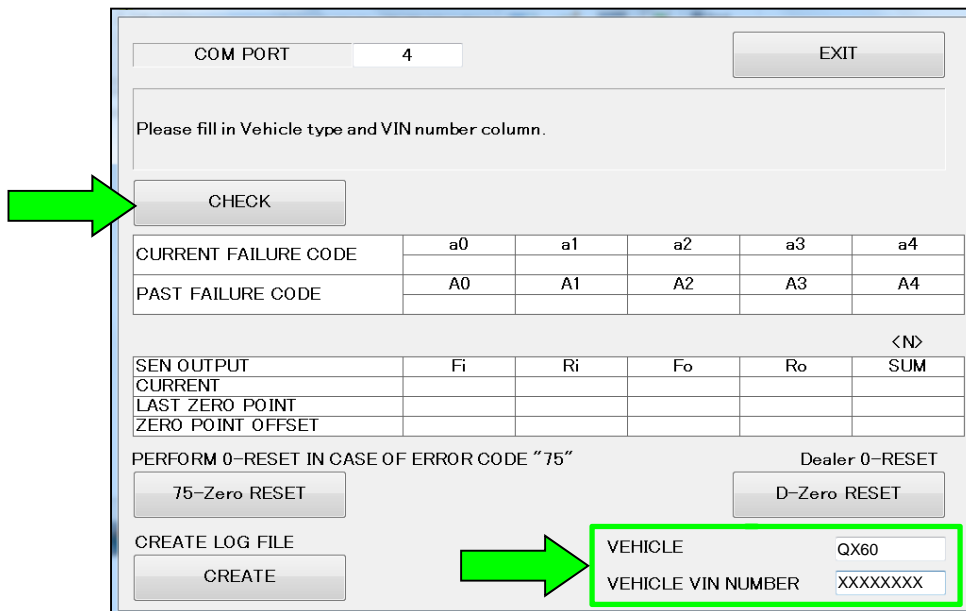 COM PORT 4 EXIT
Please fill in Vehicle type and VIN number column.
CHECK
CURRENT FAILURE CODE a0 a1 a2 a3 a4
PAST FAILURE CODE A0 A1 A2 A3 A4
<N>
SEN OUTPUT Fi Ri Fo Ro SUM
CURRENT
LAST ZERO POINT
ZERO POINT OFFSET
PERFORM 0-RESET IN CASE OF ERROR CODE "75" Dealer 0-RESET
75-Zero RESET D-Zero RESET
CREATE LOG FILE
CREATE
VEHICLE QX60
VEHICLE VIN NUMBER XXXXXXXX